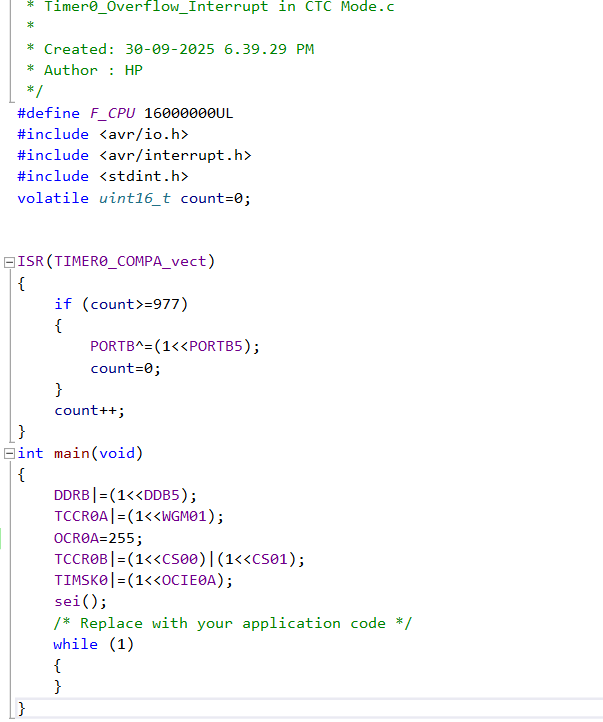 * Timer0_Overflow_Interrupt in CTC Mode.c
*
* Created: 30-09-2025 6.39.29 PM
* Author : HP
*/
#define F_CPU 16000000UL
#include <avr/io.h>
#include <avr/interrupt.h>
#include <stdint.h>
volatile uint16_t count=0;
ISR(TIMER0_COMPA_vect)
{
if (count>=977)
{
PORTB^=(1<<PORTB5);
count=0;
}
count++;
}
int main(void)
{
DDRB|=(1<<DDB5);
TCCR0A|=(1<<WGM01);
OCR0A=255;
TCCR0B|=(1<<CS00)|(1<<CS01);
TIMSK0|=(1<<OCIE0A);
sei();
/* Replace with your application code */
while (1)
{
}
}